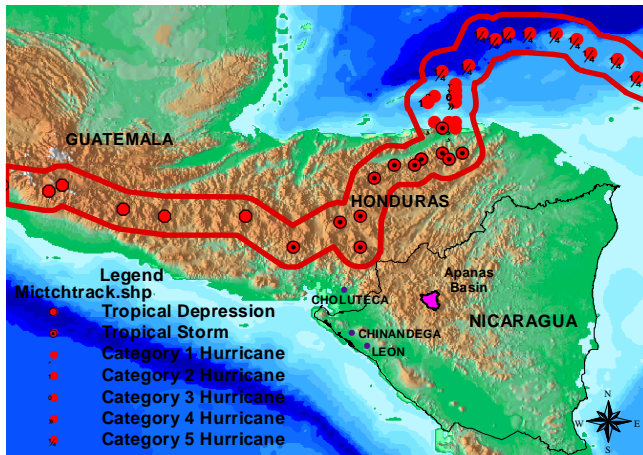 GUATEMALA
HONDURAS
Apanas
Basin
NICARAGUA
CHOLUTECA
CHINANDEGA
LEON
Legend
Mictchtrack.shp
Tropical Depression
Tropical Storm
Category 1 Hurricane
Category 2 Hurricane
Category 3 Hurricane
Category 4 Hurricane
Category 5 Hurricane
N
W
E
S